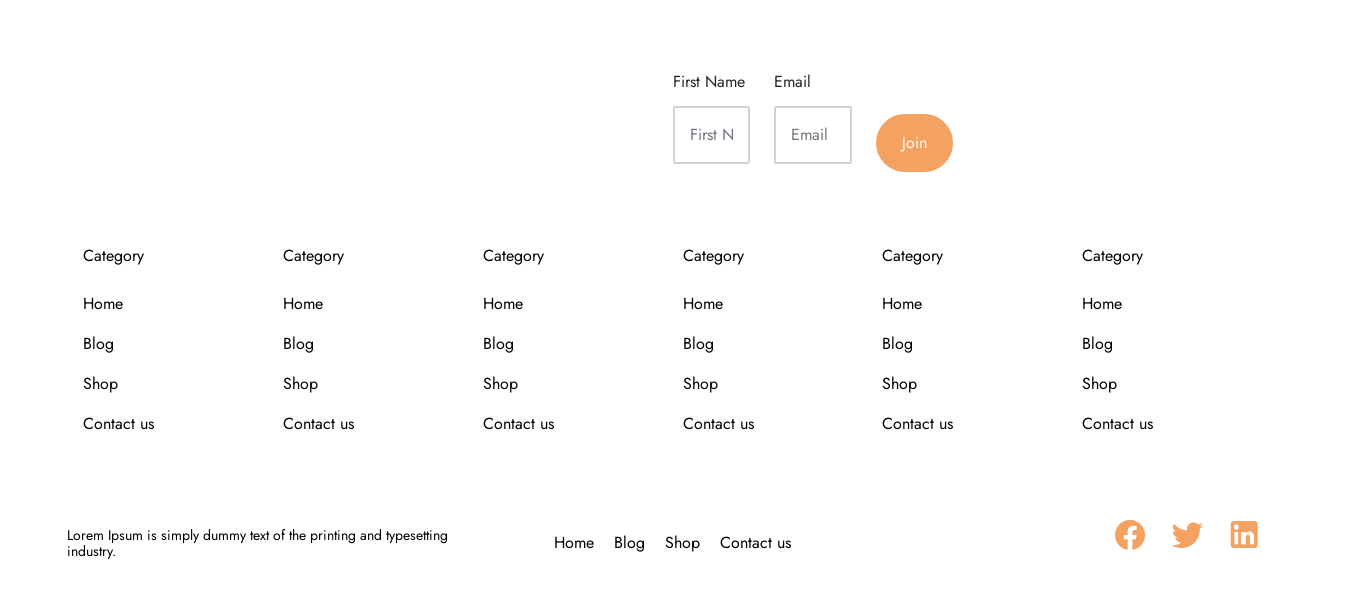 First Name Email
First N Email Join
Category Category Category Category Category Category
Home Home Home Home Home Home
Blog Blog Blog Blog Blog Blog
Shop Shop Shop Shop Shop Shop
Contact us Contact us Contact us Contact us Contact us Contact us
Lorem Ipsum is simply dummy text of the printing and typesetting
industry.
Home Blog Shop Contact us